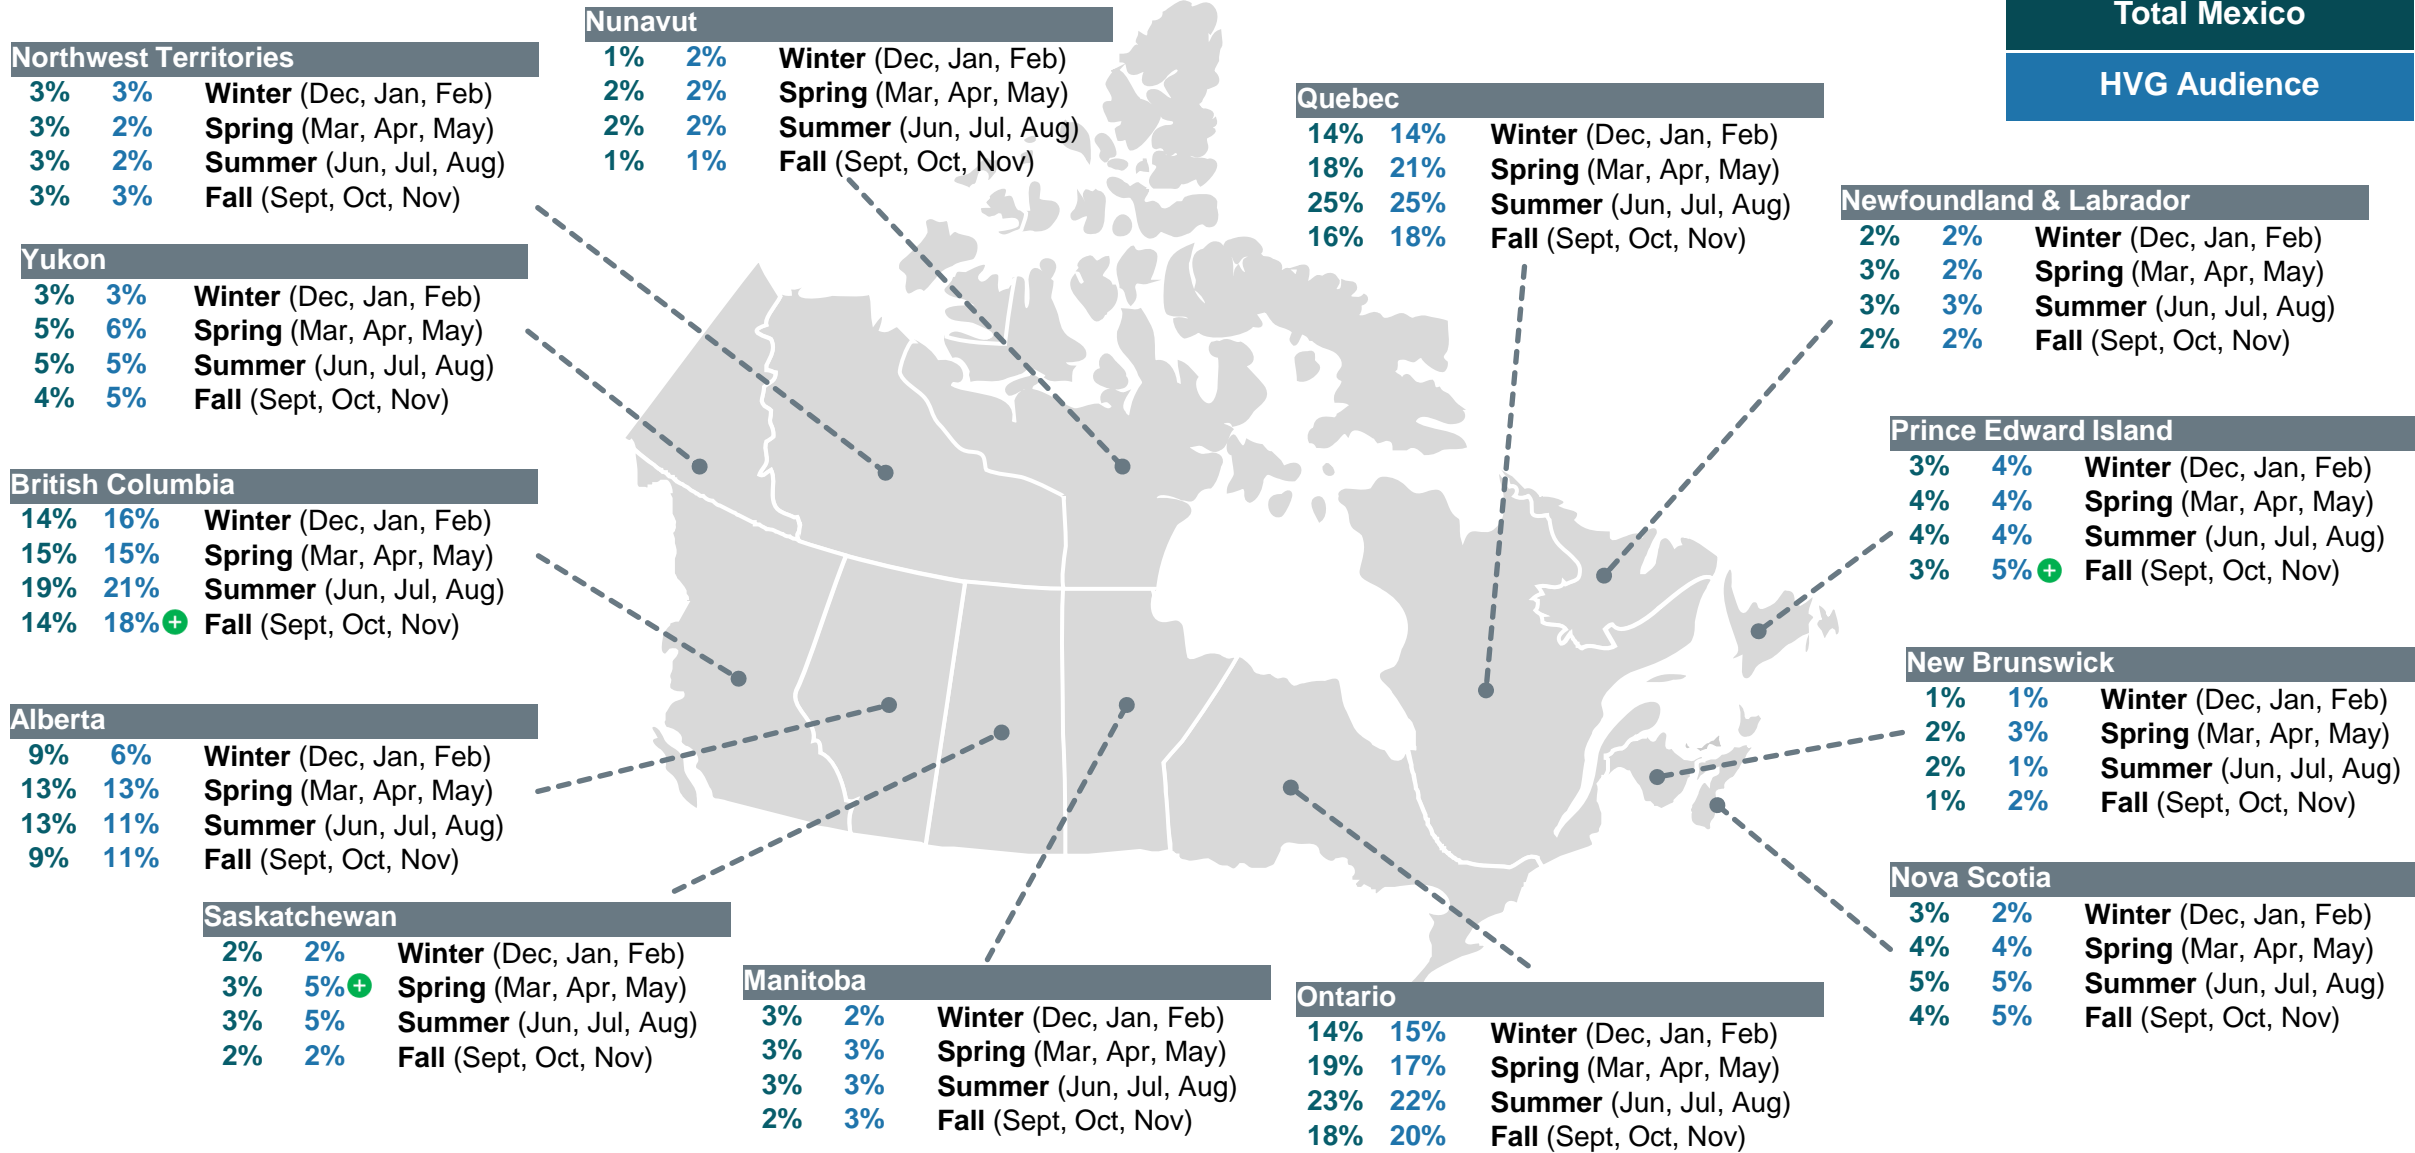 Total Mexico
HVG Audience
Northwest Territories
3% 3% Winter (Dec, Jan, Feb)
3% 2% Spring (Mar, Apr, May)
3% 2% Summer (Jun, Jul, Aug)
3% 3% Fall (Sept, Oct, Nov)
Nunavut
1% 2% Winter (Dec, Jan, Feb)
2% 2% Spring (Mar, Apr, May)
2% 2% Summer (Jun, Jul, Aug)
1% 1% Fall (Sept, Oct, Nov)
Quebec
14% 14% Winter (Dec, Jan, Feb)
18% 21% Spring (Mar, Apr, May)
25% 25% Summer (Jun, Jul, Aug)
16% 18% Fall (Sept, Oct, Nov)
Newfoundland & Labrador
2% 2% Winter (Dec, Jan, Feb)
3% 2% Spring (Mar, Apr, May)
3% 3% Summer (Jun, Jul, Aug)
2% 2% Fall (Sept, Oct, Nov)
Yukon
3% 3% Winter (Dec, Jan, Feb)
5% 6% Spring (Mar, Apr, May)
5% 5% Summer (Jun, Jul, Aug)
4% 5% Fall (Sept, Oct, Nov)
Prince Edward Island
3% 4% Winter (Dec, Jan, Feb)
4% 4% Spring (Mar, Apr, May)
4% 4% Summer (Jun, Jul, Aug)
3% 5% + Fall (Sept, Oct, Nov)
British Columbia
14% 16% Winter (Dec, Jan, Feb)
15% 15% Spring (Mar, Apr, May)
19% 21% Summer (Jun, Jul, Aug)
14% 18% + Fall (Sept, Oct, Nov)
New Brunswick
1% 1% Winter (Dec, Jan, Feb)
2% 3% Spring (Mar, Apr, May)
2% 1% Summer (Jun, Jul, Aug)
1% 2% Fall (Sept, Oct, Nov)
Alberta
9% 6% Winter (Dec, Jan, Feb)
13% 13% Spring (Mar, Apr, May)
13% 11% Summer (Jun, Jul, Aug)
9% 11% Fall (Sept, Oct, Nov)
Nova Scotia
3% 2% Winter (Dec, Jan, Feb)
4% 4% Spring (Mar, Apr, May)
5% 5% Summer (Jun, Jul, Aug)
4% 5% Fall (Sept, Oct, Nov)
Saskatchewan
2% 2% Winter (Dec, Jan, Feb)
3% 5% + Spring (Mar, Apr, May)
3% 5% Summer (Jun, Jul, Aug)
2% 2% Fall (Sept, Oct, Nov)
Manitoba
3% 2% Winter (Dec, Jan, Feb)
3% 3% Spring (Mar, Apr, May)
3% 3% Summer (Jun, Jul, Aug)
2% 3% Fall (Sept, Oct, Nov)
Ontario
14% 15% Winter (Dec, Jan, Feb)
19% 17% Spring (Mar, Apr, May)
23% 22% Summer (Jun, Jul, Aug)
18% 20% Fall (Sept, Oct, Nov)